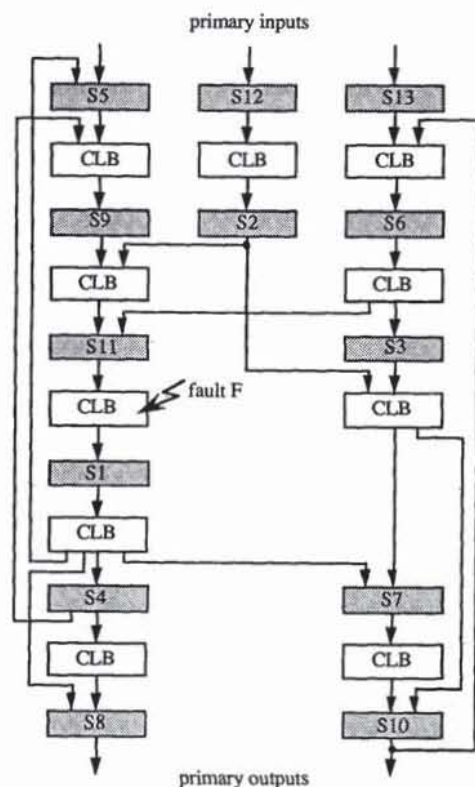 primary inputs
S5 S12 S13
CLB CLB CLB
S9 S2 S6
CLB CLB
S11 S3
CLB fault F CLB
S1
CLB
S4 S7
CLB CLB
S8 S10
primary outputs